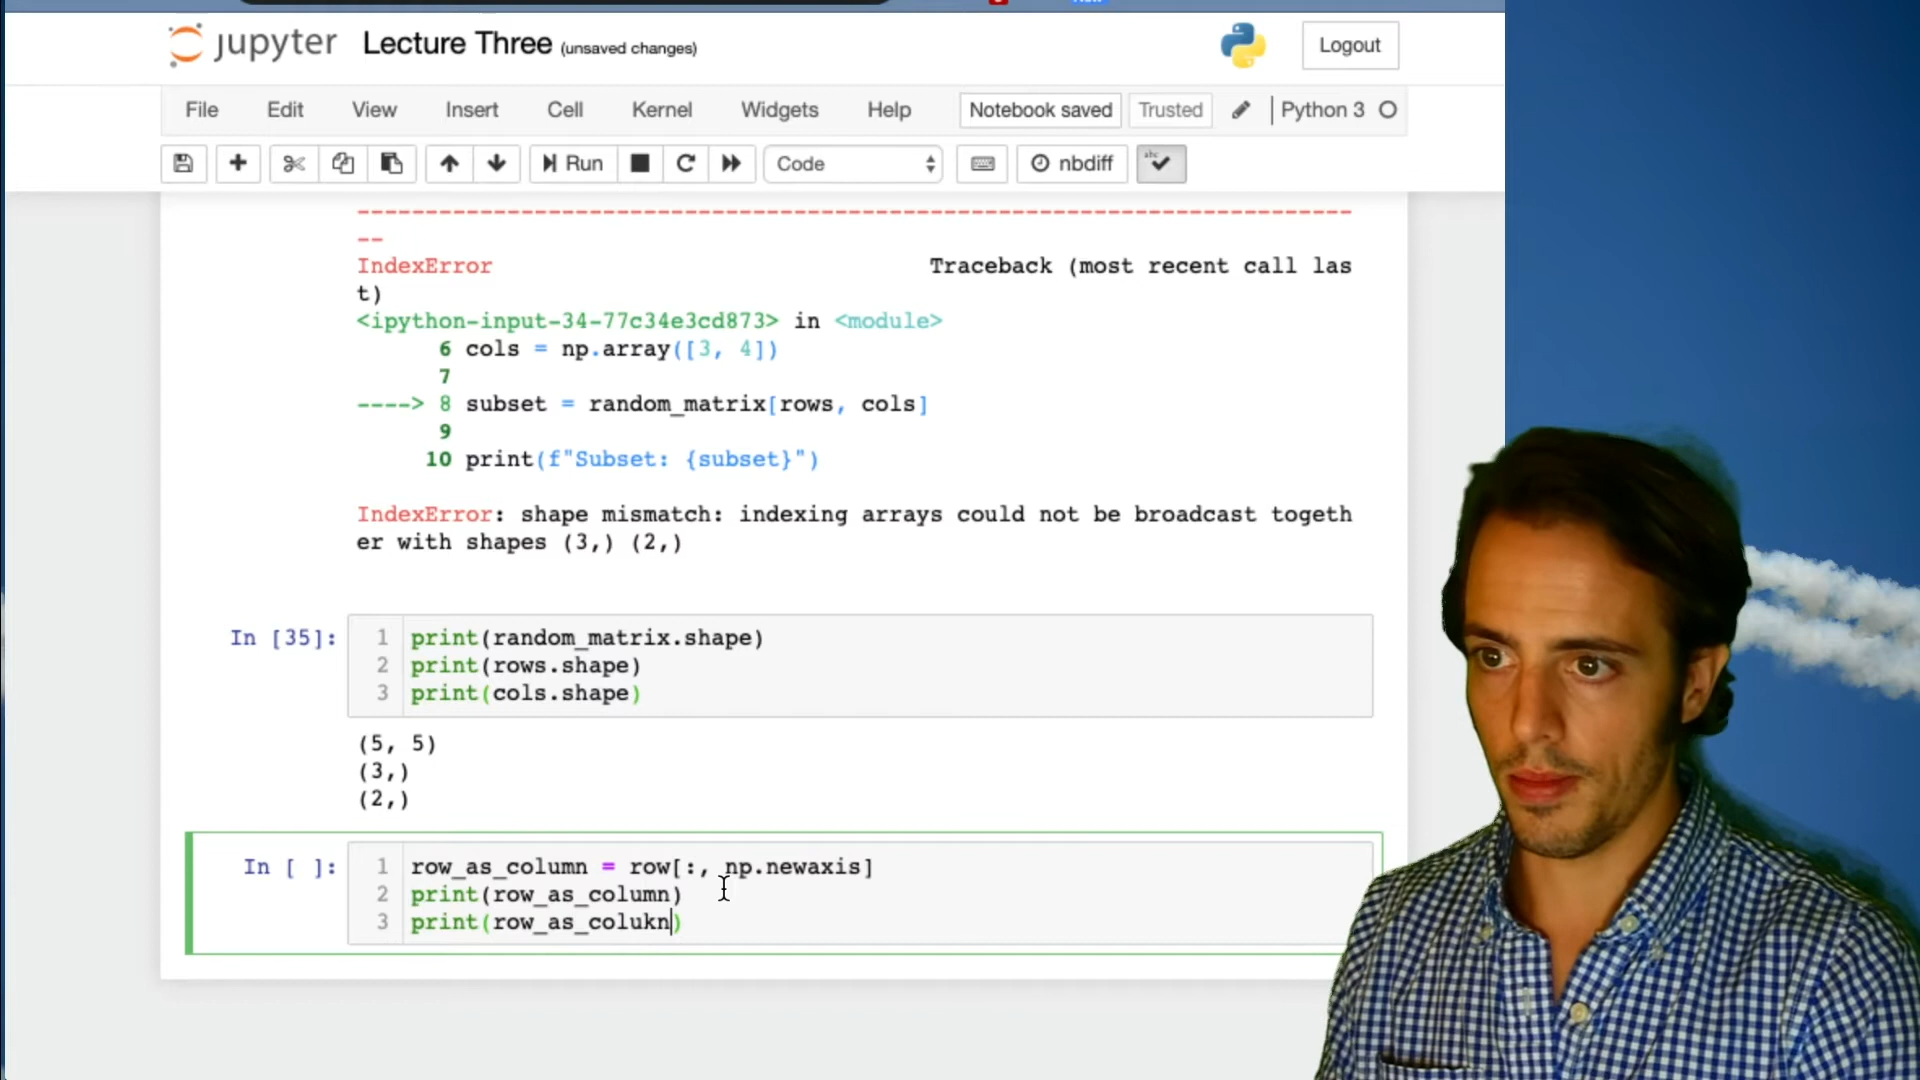 jupyter Lecture Three (unsaved changes) Logout
File Edit View Insert Cell Kernel Widgets Help Notebook saved Trusted Python 3
Run Code nbdiff
--------------------------------------------------------------------------
--
IndexError Traceback (most recent call las
t)
<ipython-input-34-77c34e3cd873> in <module>
6 cols = np.array([3, 4])
7
----> 8 subset = random_matrix[rows, cols]
9
10 print(f"Subset: {subset}")
IndexError: shape mismatch: indexing arrays could not be broadcast togeth
er with shapes (3,) (2,)
In [35]: 1 print(random_matrix.shape)
2 print(rows.shape)
3 print(cols.shape)
(5, 5)
(3,)
(2,)
In [ ]: 1 row_as_column = row[:, np.newaxis]
2 print(row_as_column)
3 print(row_as_colukn)